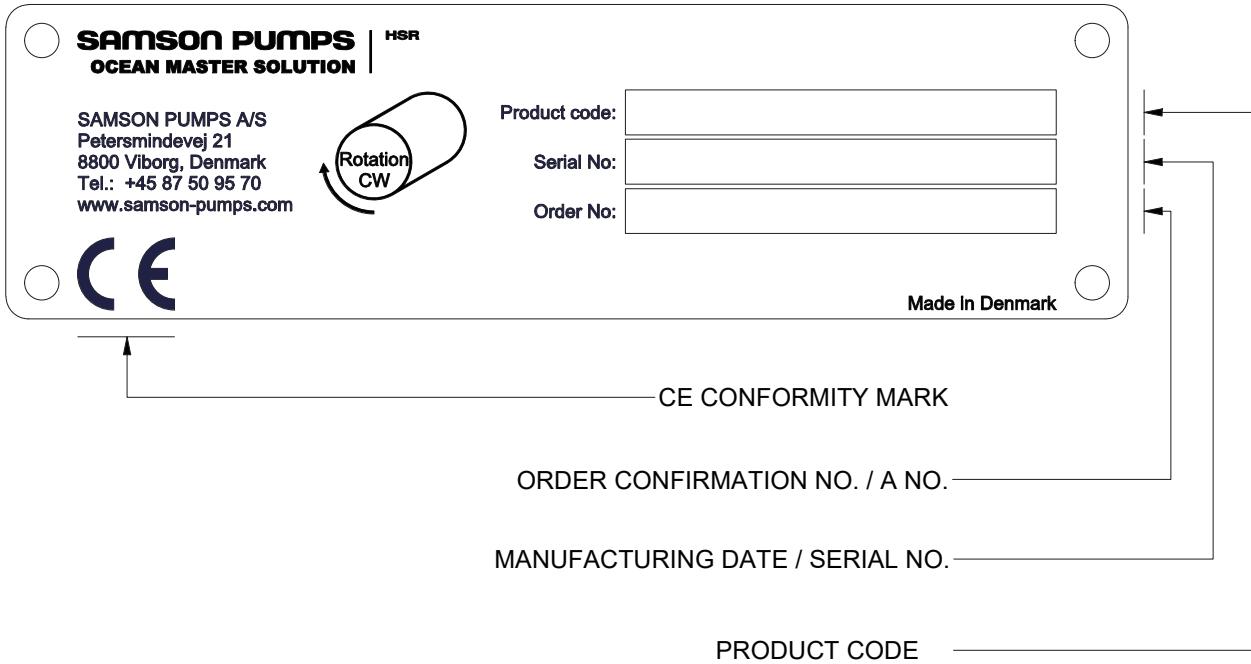 SAMSON PUMPS HSR
OCEAN MASTER SOLUTION
SAMSON PUMPS A/S
Petersmindevej 21
8800 Viborg, Denmark
Tel.: +45 87 50 95 70
www.samson-pumps.com
Rotation
CW
Product code:
Serial No:
Order No:
CE
Made in Denmark
CE CONFORMITY MARK
ORDER CONFIRMATION NO. / A NO.
MANUFACTURING DATE / SERIAL NO.
PRODUCT CODE